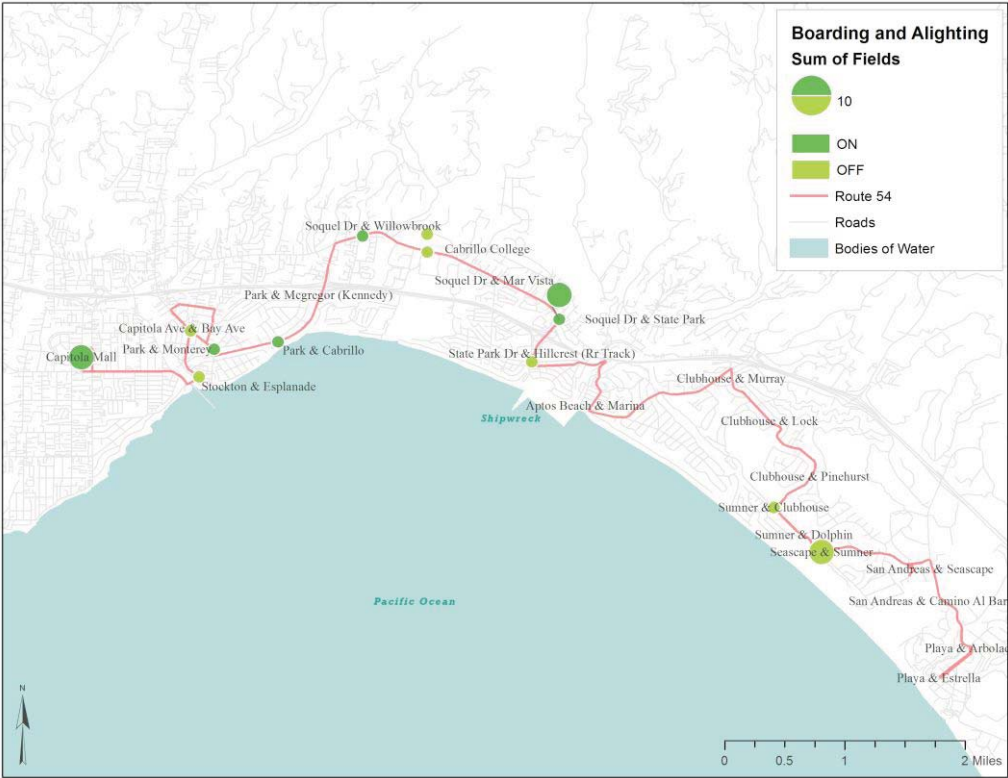 Boarding and Alighting
Sum of Fields
10
ON
OFF
Route 54
Roads
Bodies of Water
Soquel Dr & Willowbrook
Cabrillo College
Soquel Dr & Mar Vista
Park & Mcgregor (Kennedy)
Soquel Dr & State Park
Capitola Ave & Bay Ave
Park & Monterey
Park & Cabrillo
Capitola Mall
State Park Dr & Hillcrest (Rr Track)
Stockton & Esplanade
Clubhouse & Murray
Aptos Beach & Marina
Shipwreck
Clubhouse & Lock
Clubhouse & Pinehurst
Sumner & Clubhouse
Sumner & Dolphin
Seascape & Sumner
San Andreas & Seascape
Pacific Ocean
San Andreas & Camino Al Bar
Playa & Arbolad
Playa & Estrella
N
0 0.5 1 2 Miles